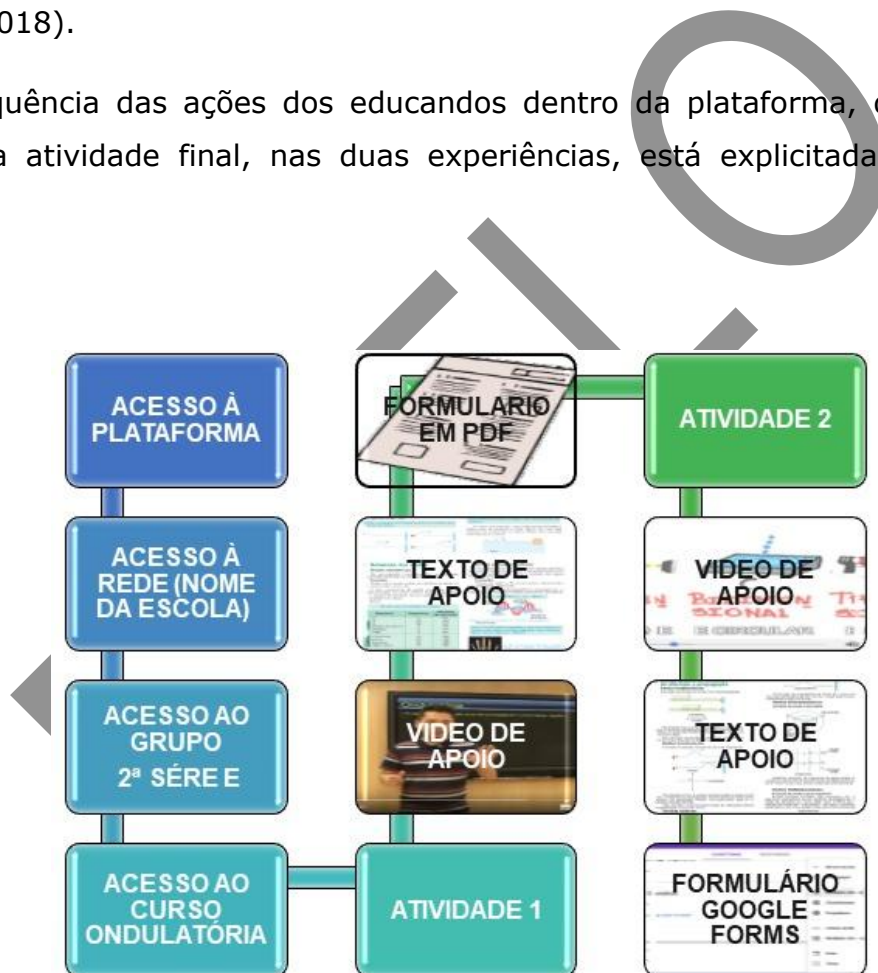 018).
quência das ações dos educandos dentro da plataforma,
a atividade final, nas duas experiências, está explicitada
ACESSO À
PLATAFORMA
ACESSO À
REDE (NOME
DA ESCOLA)
ACESSO AO
GRUPO
2ª SÉRE E
ACESSO AO
CURSO
ONDULATÓRIA
ATIVIDADE 1
VIDEO DE
APOIO
TEXTO DE
APOIO
FORMULARIO
EM PDF
ATIVIDADE 2
VIDEO DE
APOIO
TEXTO DE
APOIO
FORMULÁRIO
GOOGLE
FORMS